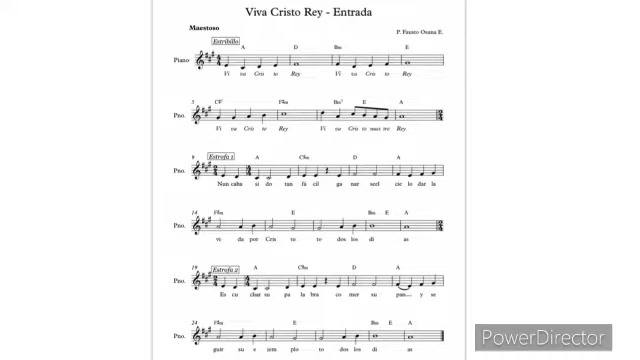 Viva Cristo Rey - Entrada
Maestoso
P. Fausto Osuna E.
Estribillo
A D Bm E
Piano
Vi va Cris to Rey Vi va Cris to Rey
5 C#7 F#m Bm7 E A
Pno.
Vi va Cris to Rey Vi va Cris to nues tro Rey
9 Estrofa 1 A C#m D A
Pno.
Nun ca ha si do tan fá cil ga nar se el cie lo dar la
14 F#m E D Bm E A
Pno.
vi da por Cris to to dos los dí as
19 Estrofa 2 A C#m D A
Pno.
Es cu char su pa la bra co mer su pan y se
24 F#m E D Bm E A
Pno.
guir su e jem plo to dos los dí as
PowerDirector